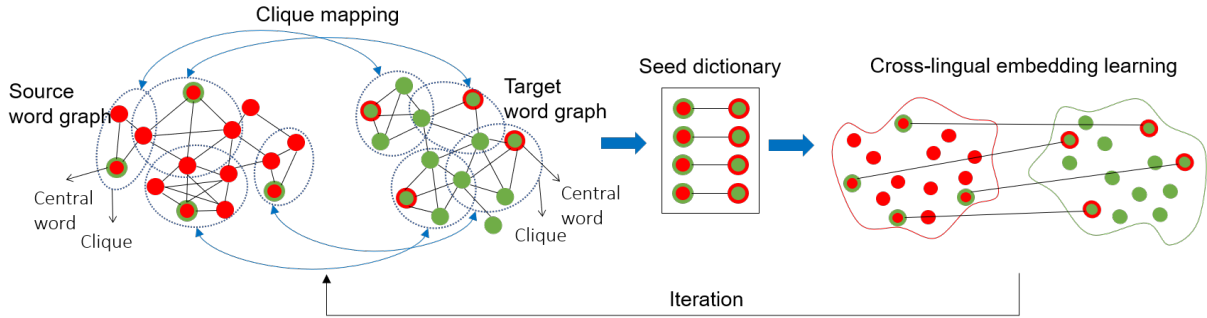 Clique mapping
Source
word graph
Target
word graph
Seed dictionary
Cross-lingual embedding learning
Central
word
Clique
Central
word
Clique
Iteration